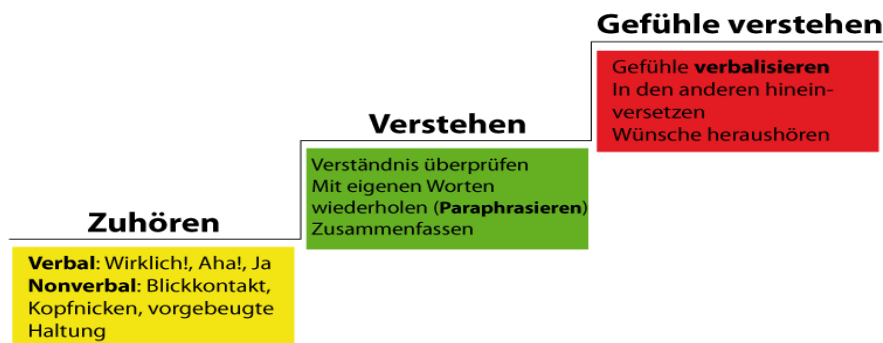 Zuhören
Verbal: Wirklich!, Aha!, Ja
Nonverbal: Blickkontakt,
Kopfnicken, vorgebeugte
Haltung
Verstehen
Verständnis überprüfen
Mit eigenen Worten
wiederholen (Paraphrasieren)
Zusammenfassen
Gefühle verstehen
Gefühle verbalisieren
In den anderen hinein-
versetzen
Wünsche heraushören